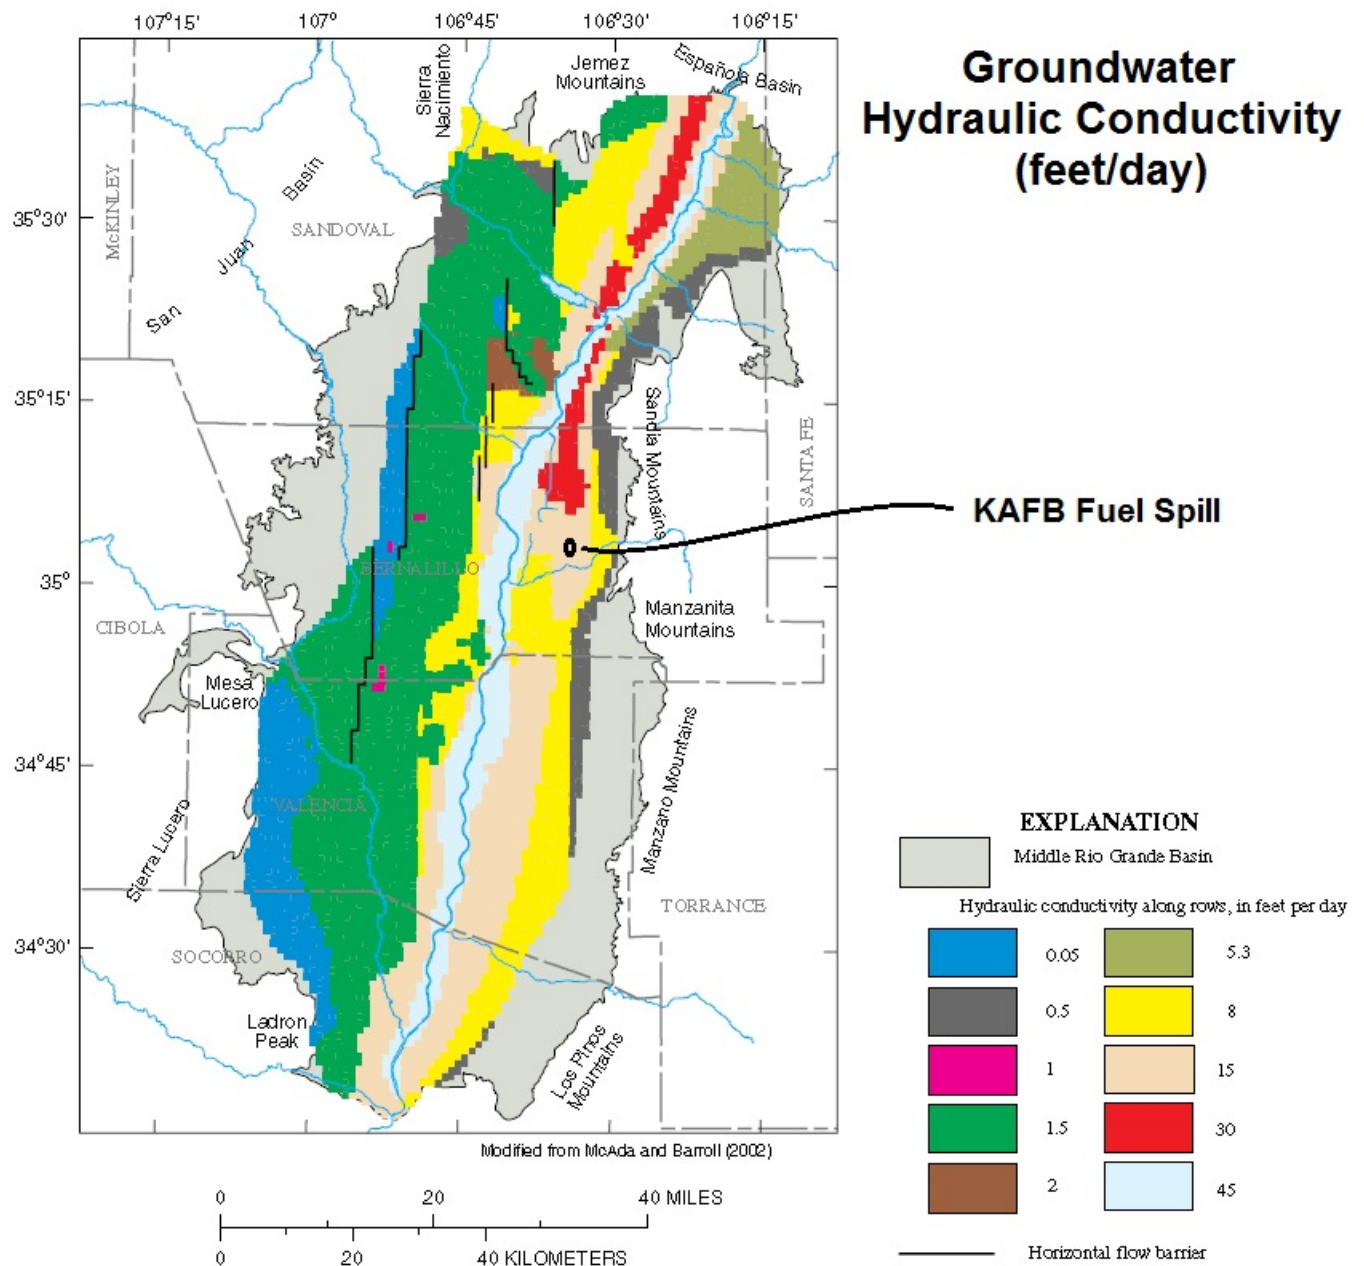 107°15'
107°
106°45'
106°30'
106°15'
Groundwater
Hydraulic Conductivity
(feet/day)
Sierra
Nacimiento
Jemez
Mountains
Española Basin
McKINLEY
San Juan Basin
SANDOVAL
35°30'
35°15'
Sandia Mountains
SANTA FE
KAFB Fuel Spill
35°
BERNALILLO
CIBOLA
Manzanita
Mountains
Mesa
Lucero
34°45'
VALENCIA
Sierra Lucero
Manzano Mountains
TORRANCE
34°30'
SOCORRO
Ladron
Peak
Los Pinos
Mountains
Modified from McAda and Barroll (2002)
0 20 40 MILES
0 20 40 KILOMETERS
EXPLANATION
Middle Rio Grande Basin
Hydraulic conductivity along rows, in feet per day
0.05 5.3
0.5 8
1 15
1.5 30
2 45
Horizontal flow barrier